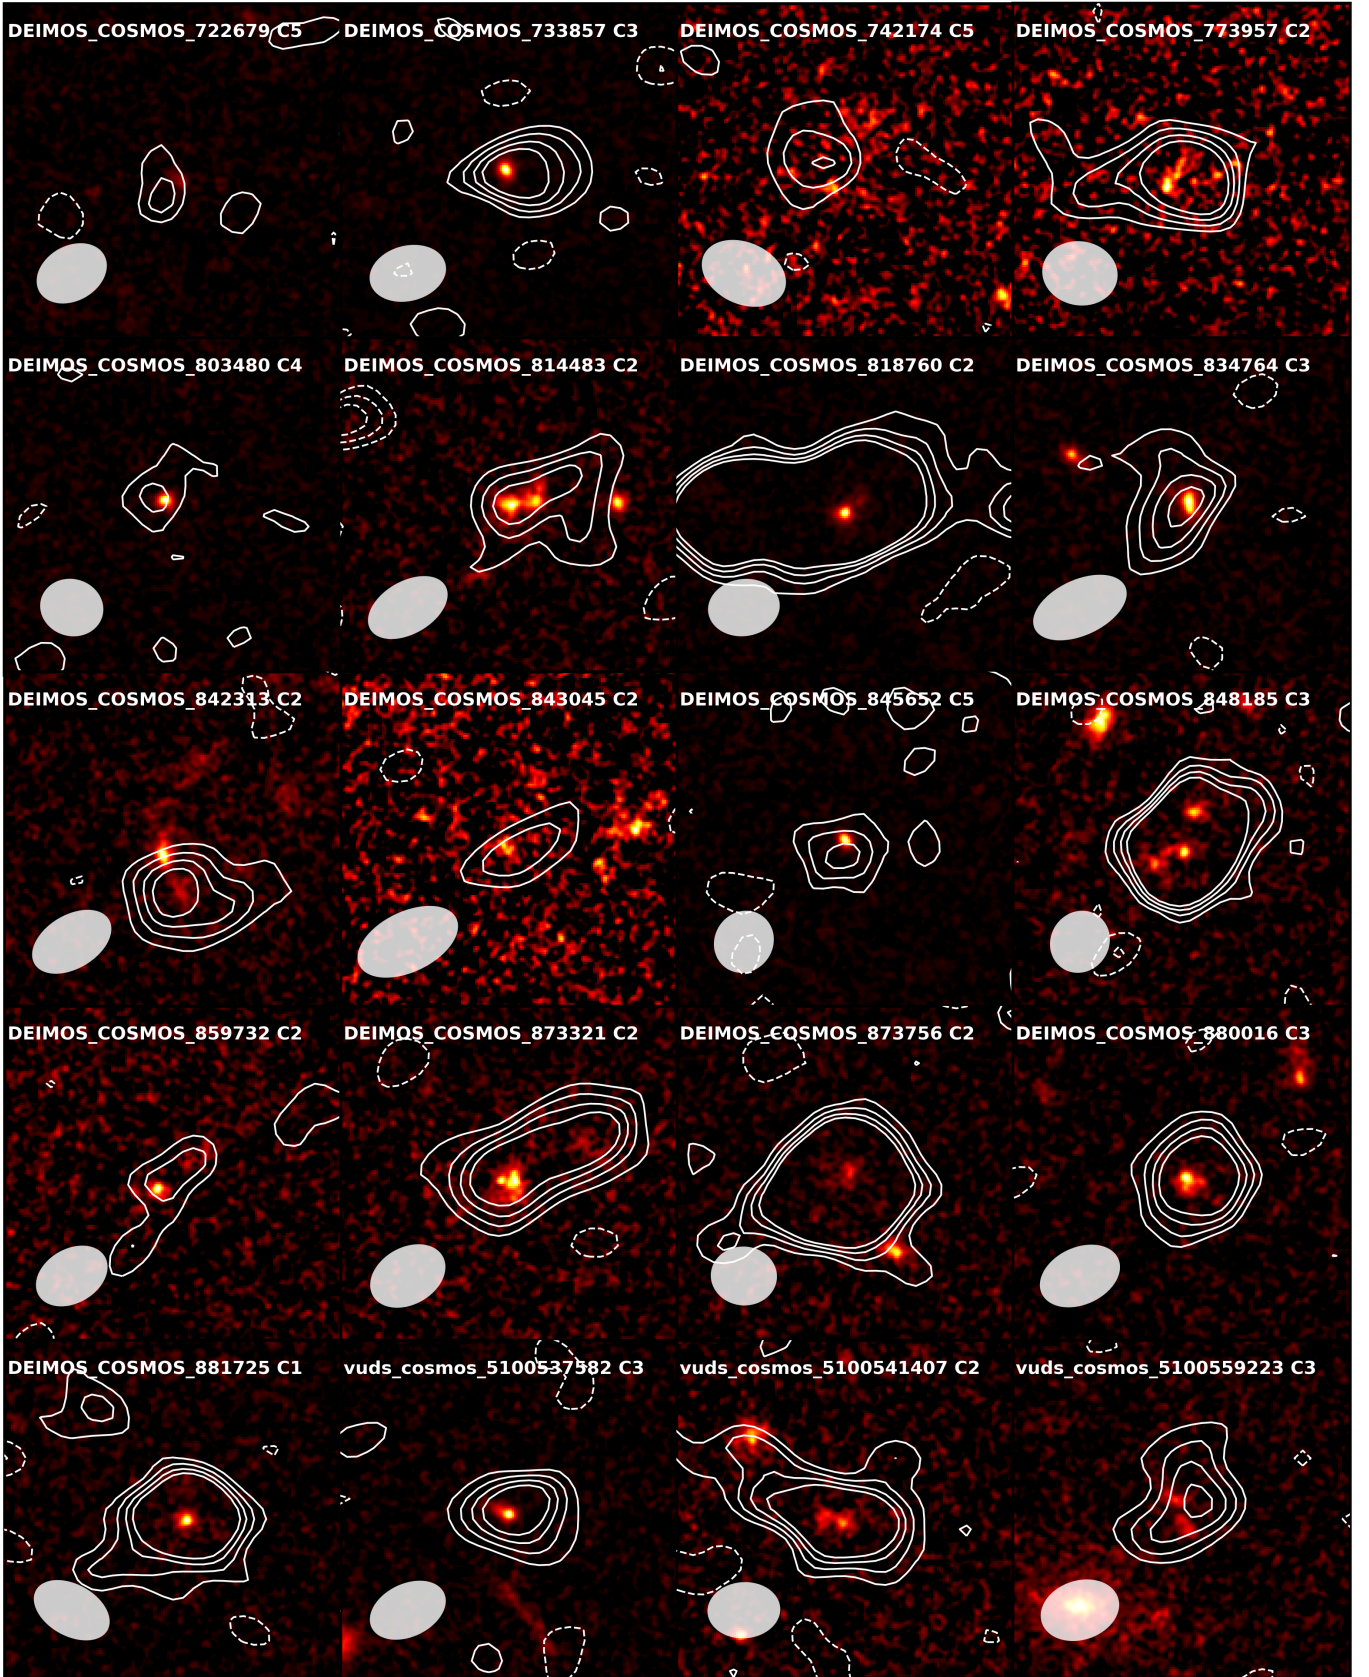 DEIMOS_COSMOS_722679 C5
DEIMOS_COSMOS_733857 C3
DEIMOS_COSMOS_742174 C5
DEIMOS_COSMOS_773957 C2
DEIMOS_COSMOS_803480 C4
DEIMOS_COSMOS_814483 C2
DEIMOS_COSMOS_818760 C2
DEIMOS_COSMOS_834764 C3
DEIMOS_COSMOS_842313 C2
DEIMOS_COSMOS_843045 C2
DEIMOS_COSMOS_845652 C5
DEIMOS_COSMOS_848185 C3
DEIMOS_COSMOS_859732 C2
DEIMOS_COSMOS_873321 C2
DEIMOS_COSMOS_873756 C2
DEIMOS_COSMOS_880016 C3
DEIMOS_COSMOS_881725 C1
vuds_cosmos_5100537582 C3
vuds_cosmos_5100541407 C2
vuds_cosmos_5100559223 C3